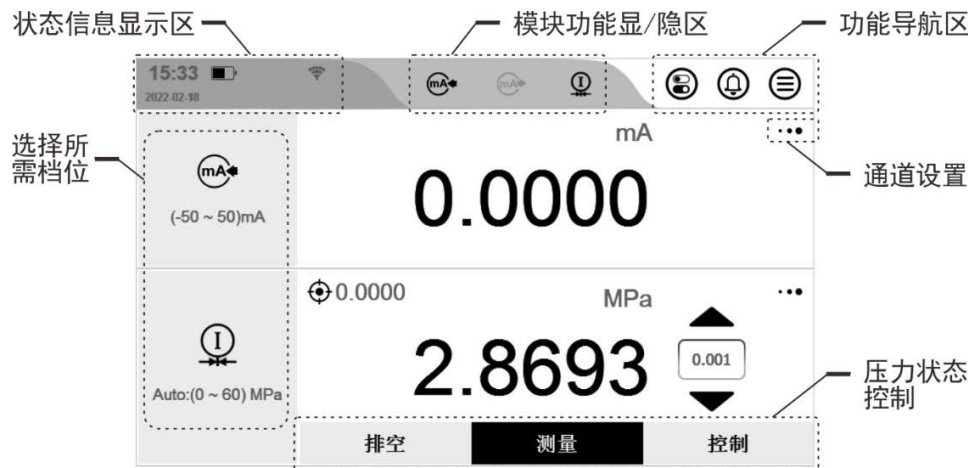 状态信息显示区
模块功能显/隐区
功能导航区
15:33
2022-02-18
mA
mA
I
选择所
需档位
mA
(-50 ~ 50)mA
mA
0.0000
通道设置
0.0000
MPa
I
Auto:(0 ~ 60) MPa
2.8693
0.001
压力状态
控制
排空
测量
控制